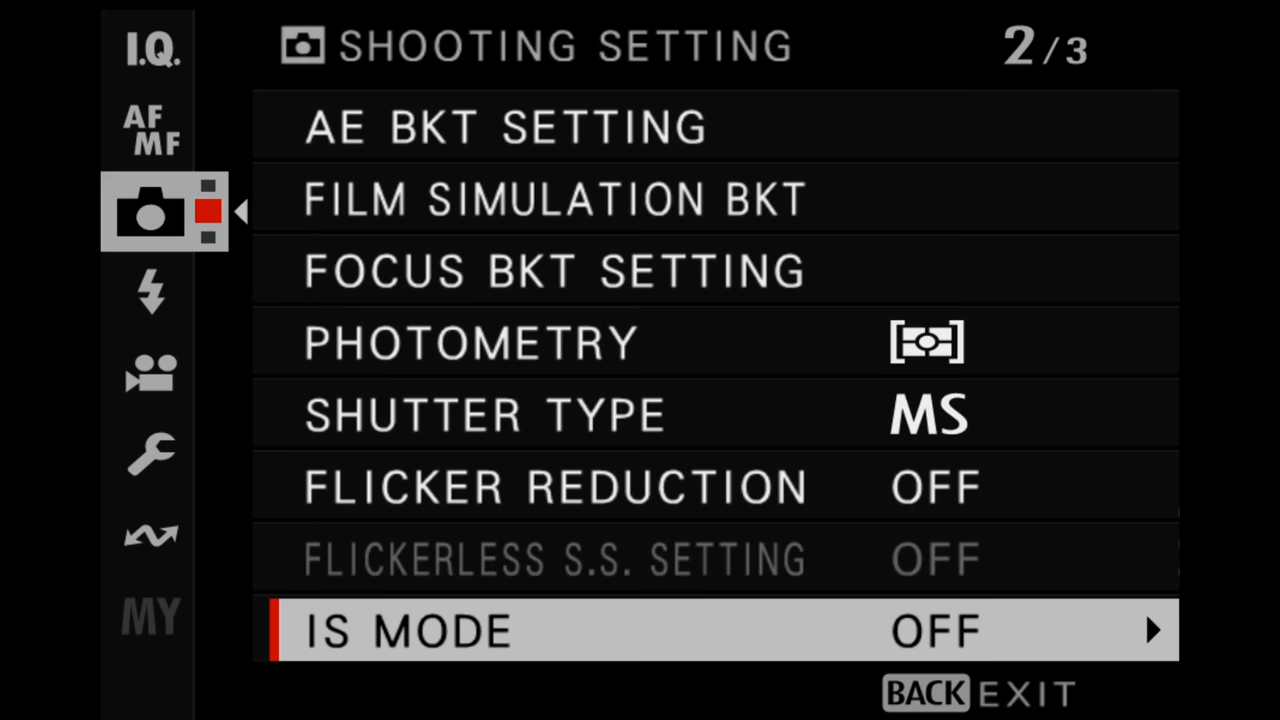 I.Q.
AF
MF
MY
SHOOTING SETTING 2/3
AE BKT SETTING
FILM SIMULATION BKT
FOCUS BKT SETTING
PHOTOMETRY
SHUTTER TYPE MS
FLICKER REDUCTION OFF
FLICKERLESS S.S. SETTING OFF
IS MODE OFF
BACK EXIT